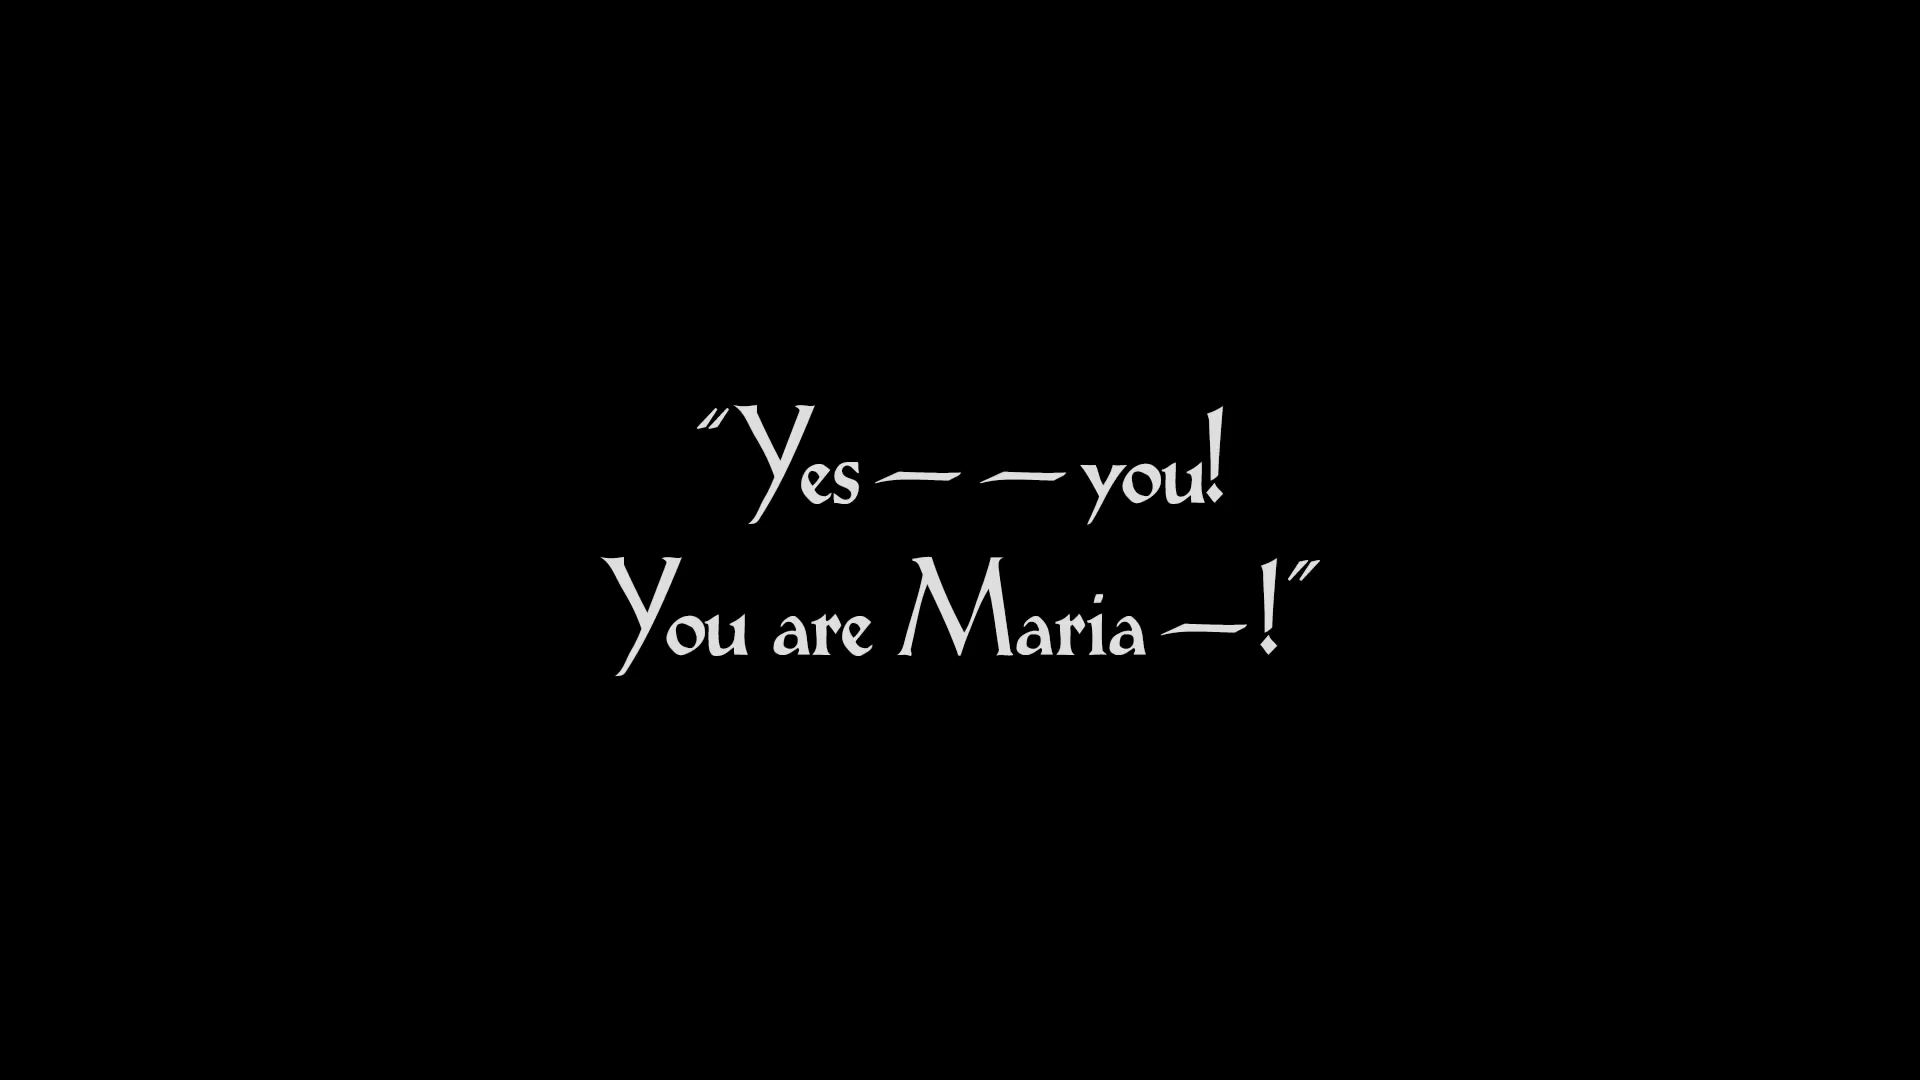 “Yes — — you!
You are Maria —!”